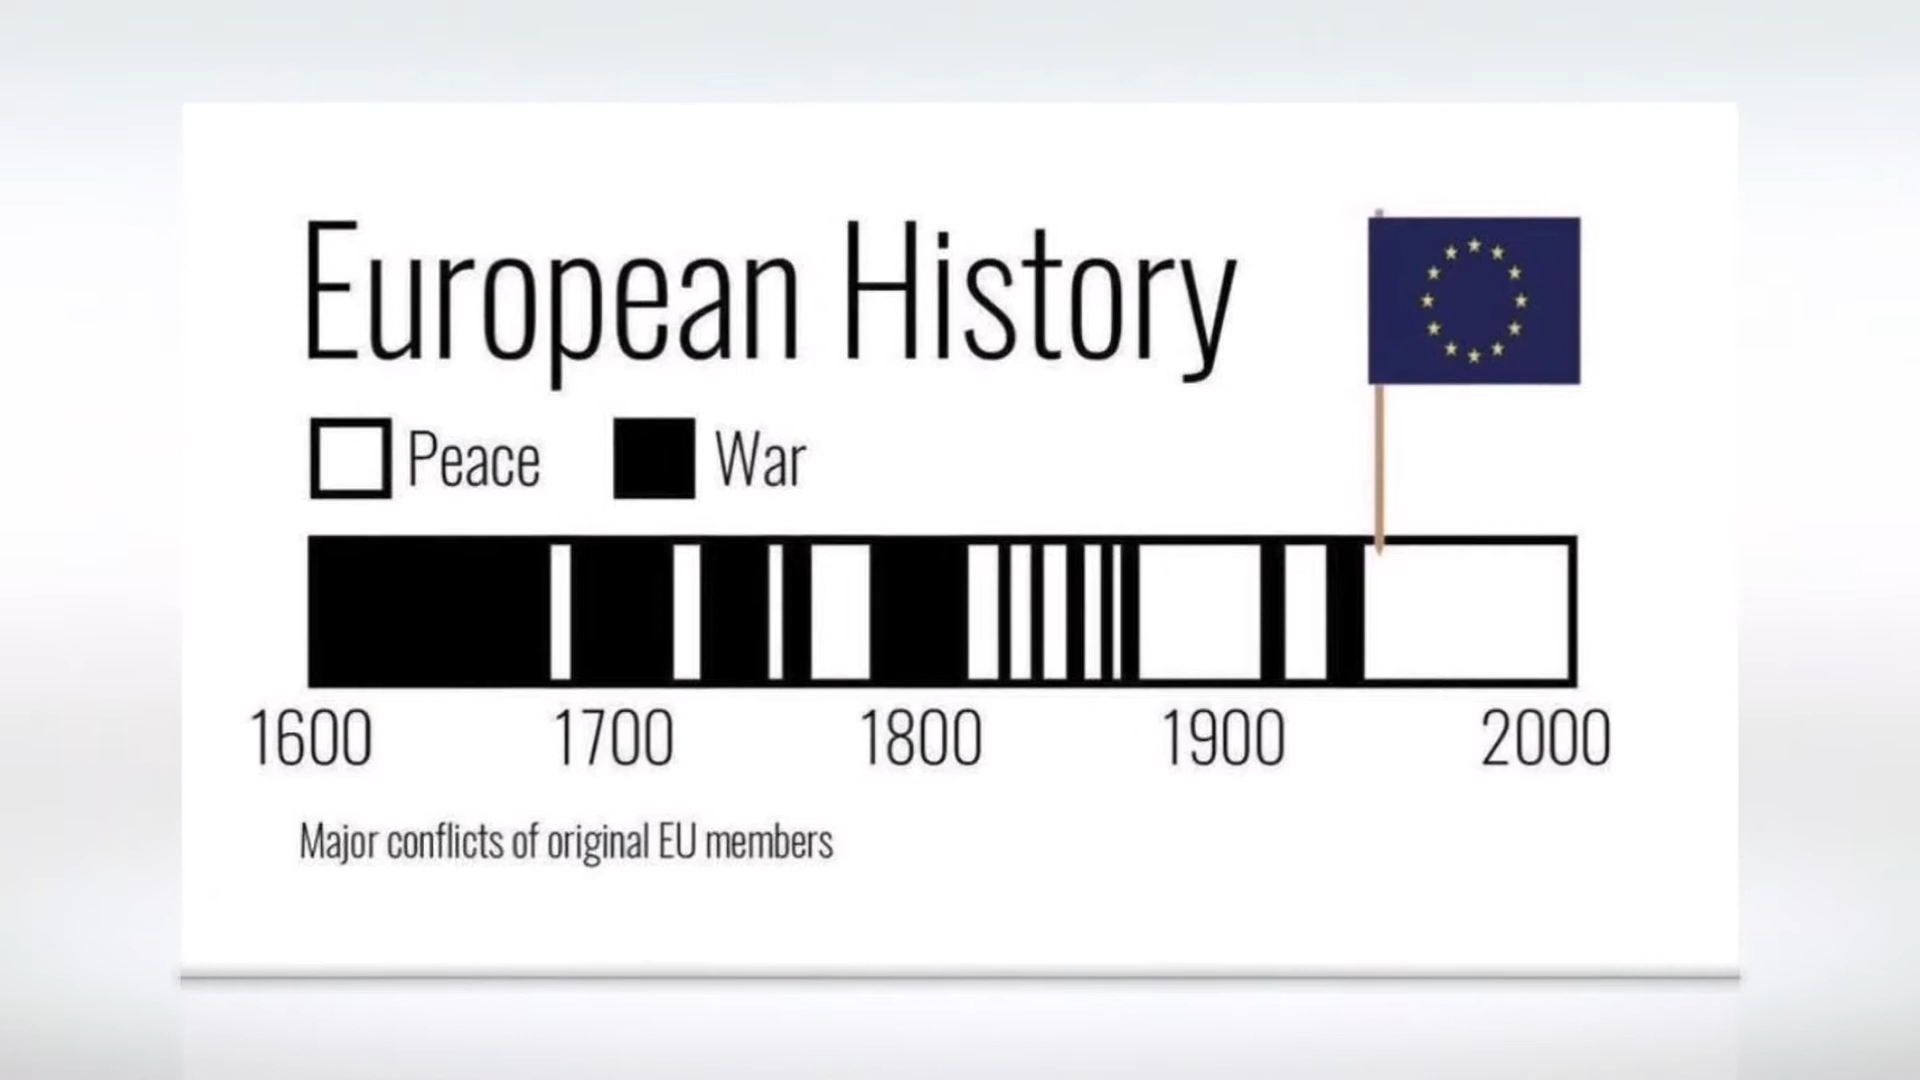 European History
Peace War
1600 1700 1800 1900 2000
Major conflicts of original EU members